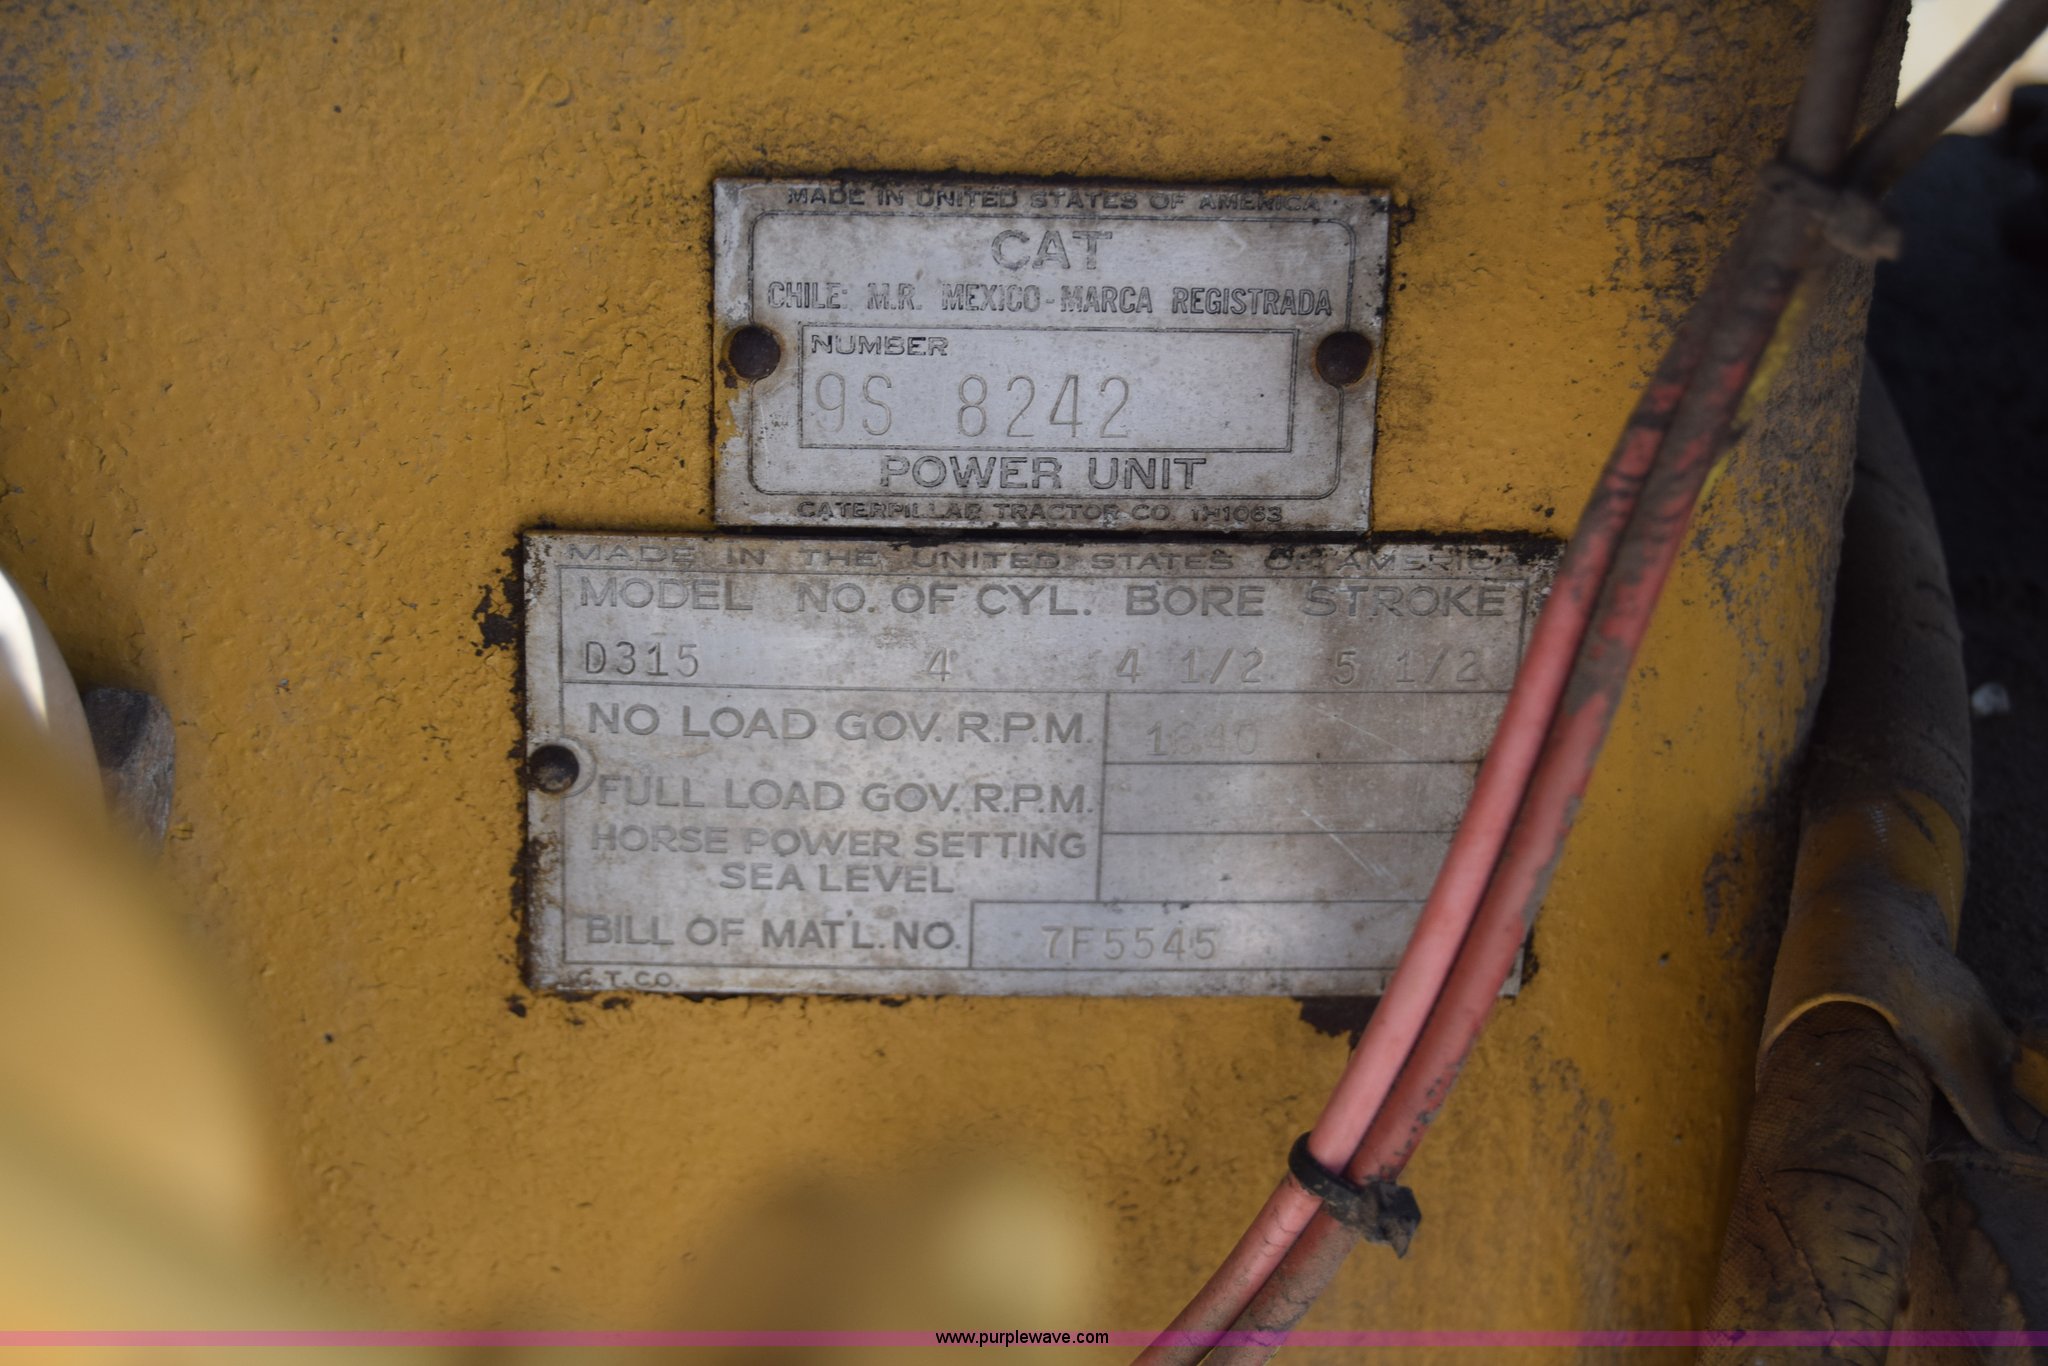 MADE IN UNITED STATES OF AMERICA
CAT
CHILE: M.R. MEXICO-MARCA REGISTRADA
NUMBER
9S 8242
POWER UNIT
CATERPILLAR TRACTOR CO. 1H1063
MADE IN THE UNITED STATES OF AMERIC
MODEL NO. OF CYL. BORE STROKE
D315 4 4 1/2 5 1/2
NO LOAD GOV. R.P.M. 1640
FULL LOAD GOV. R.P.M.
HORSE POWER SETTING
SEA LEVEL
BILL OF MAT'L. NO. 7F5545
C.T.CO.
www.purplewave.com